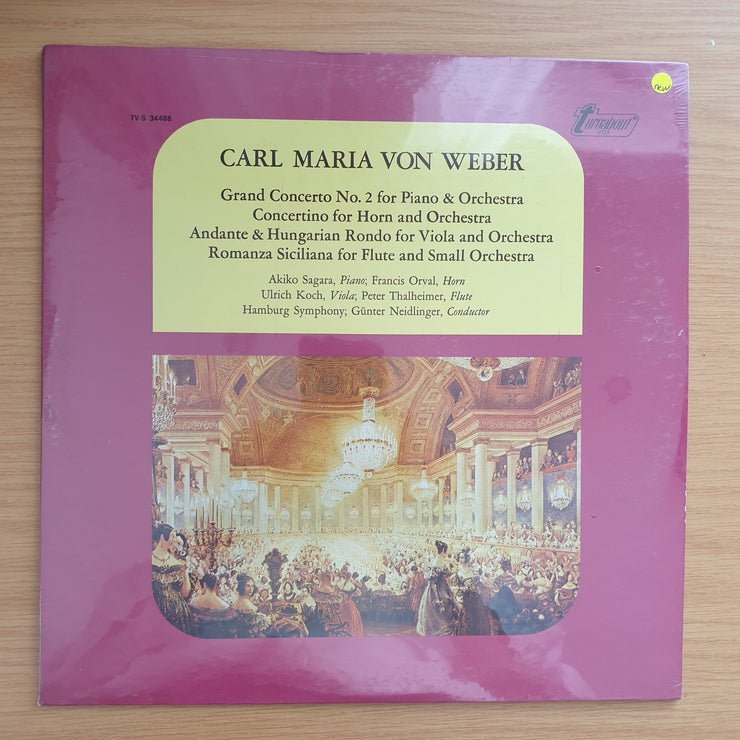 new
TV-S 34488
turnabout
VOX
CARL MARIA VON WEBER
Grand Concerto No. 2 for Piano & Orchestra
Concertino for Horn and Orchestra
Andante & Hungarian Rondo for Viola and Orchestra
Romanza Siciliana for Flute and Small Orchestra
Akiko Sagara, Piano; Francis Orval, Horn
Ulrich Koch, Viola; Peter Thalheimer, Flute
Hamburg Symphony; Günter Neidlinger, Conductor